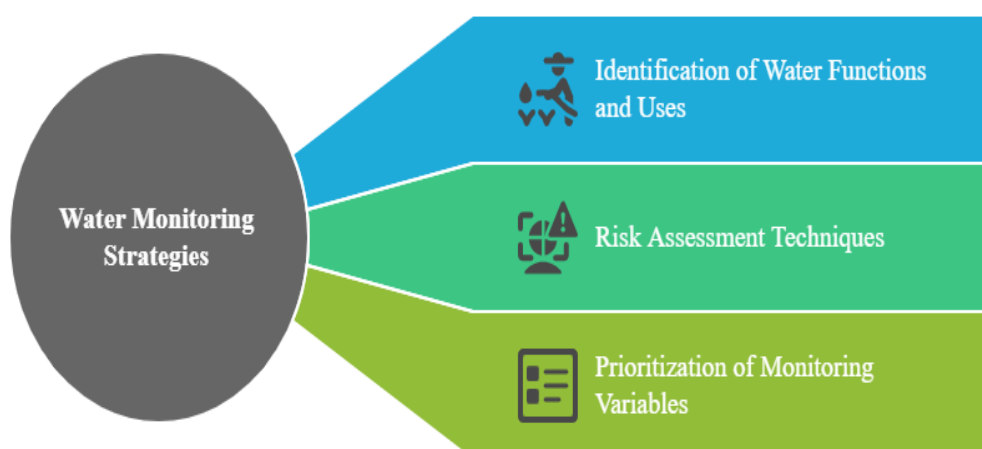 Water Monitoring
Strategies
Identification of Water Functions
and Uses
Risk Assessment Techniques
Prioritization of Monitoring
Variables